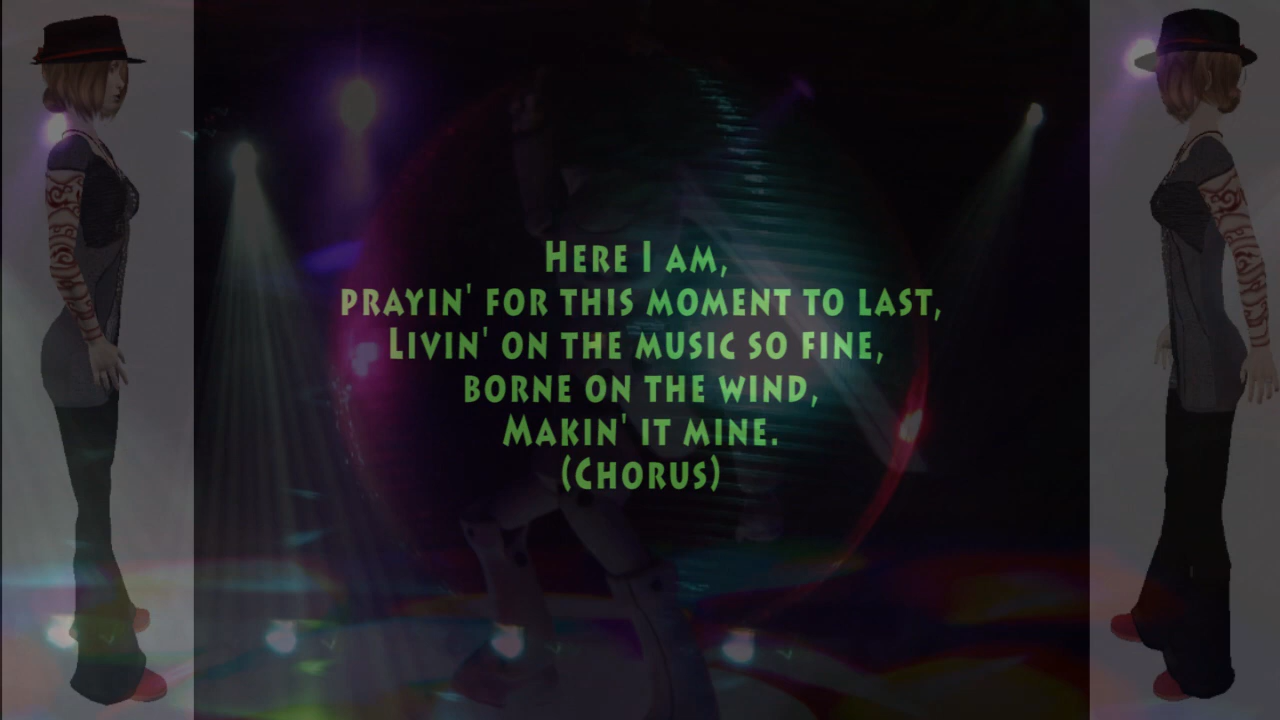 Here I am,
prayin' for this moment to last,
Livin' on the music so fine,
borne on the wind,
Makin' it mine.
(Chorus)